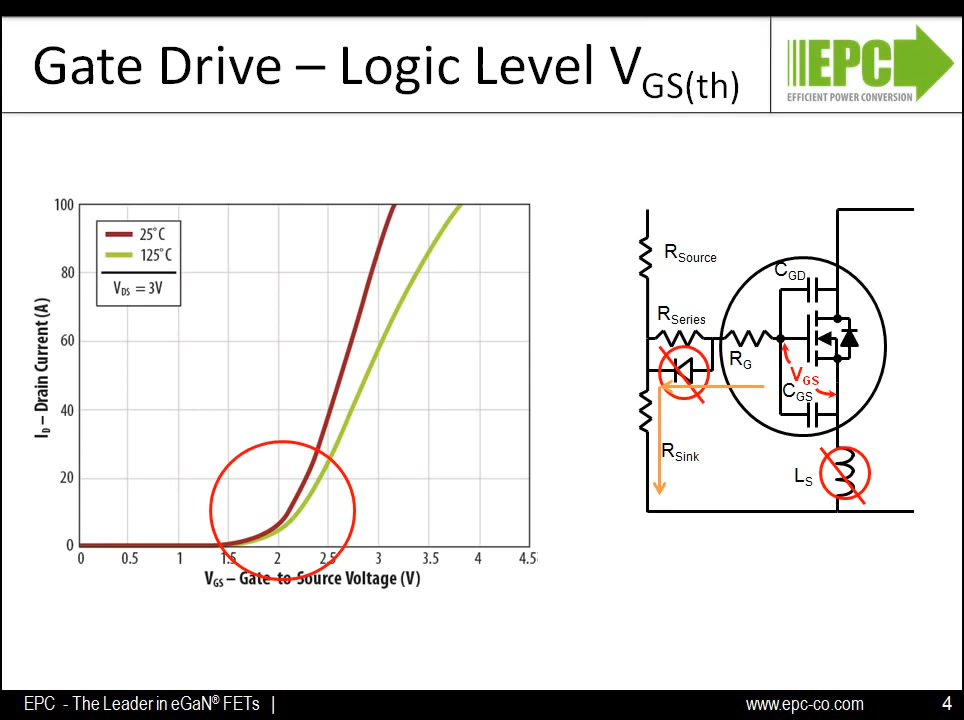 Gate Drive – Logic Level VGS(th)
EPC
EFFICIENT POWER CONVERSION
ID – Drain Current (A)
100
80
60
40
20
0
25˚C
125˚C
VDS = 3V
0 0.5 1 1.5 2 2.5 3 3.5 4 4.5
VGS – Gate-to-Source Voltage (V)
RSource
CGD
RSeries
RG
VGS
CGS
RSink
LS
EPC - The Leader in eGaN® FETs |
www.epc-co.com
4